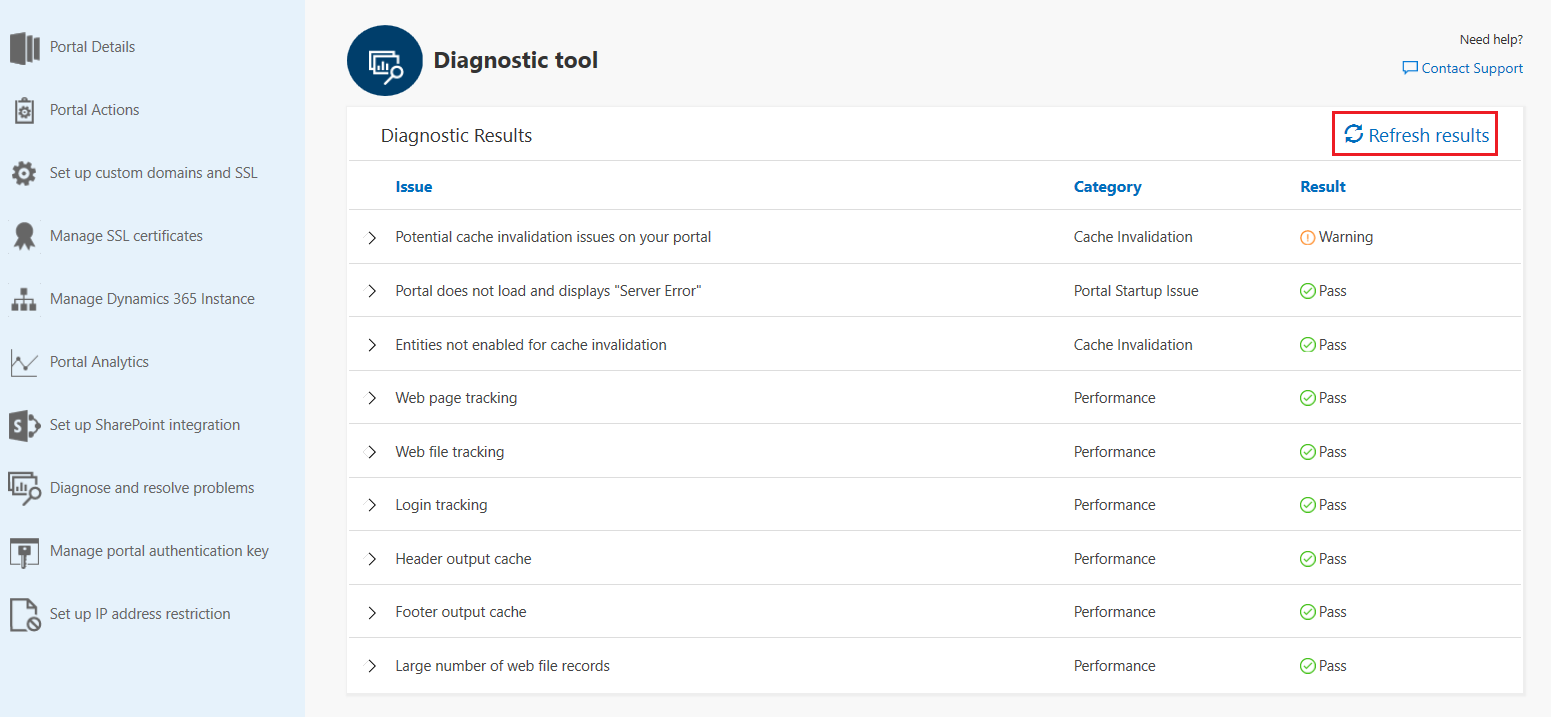 Portal Details
Portal Actions
Set up custom domains and SSL
Manage SSL certificates
Manage Dynamics 365 Instance
Portal Analytics
Set up SharePoint integration
Diagnose and resolve problems
Manage portal authentication key
Set up IP address restriction
Diagnostic tool
Need help?
Contact Support
Diagnostic Results
Refresh results
Issue Category Result
Potential cache invalidation issues on your portal Cache Invalidation Warning
Portal does not load and displays "Server Error" Portal Startup Issue Pass
Entities not enabled for cache invalidation Cache Invalidation Pass
Web page tracking Performance Pass
Web file tracking Performance Pass
Login tracking Performance Pass
Header output cache Performance Pass
Footer output cache Performance Pass
Large number of web file records Performance Pass